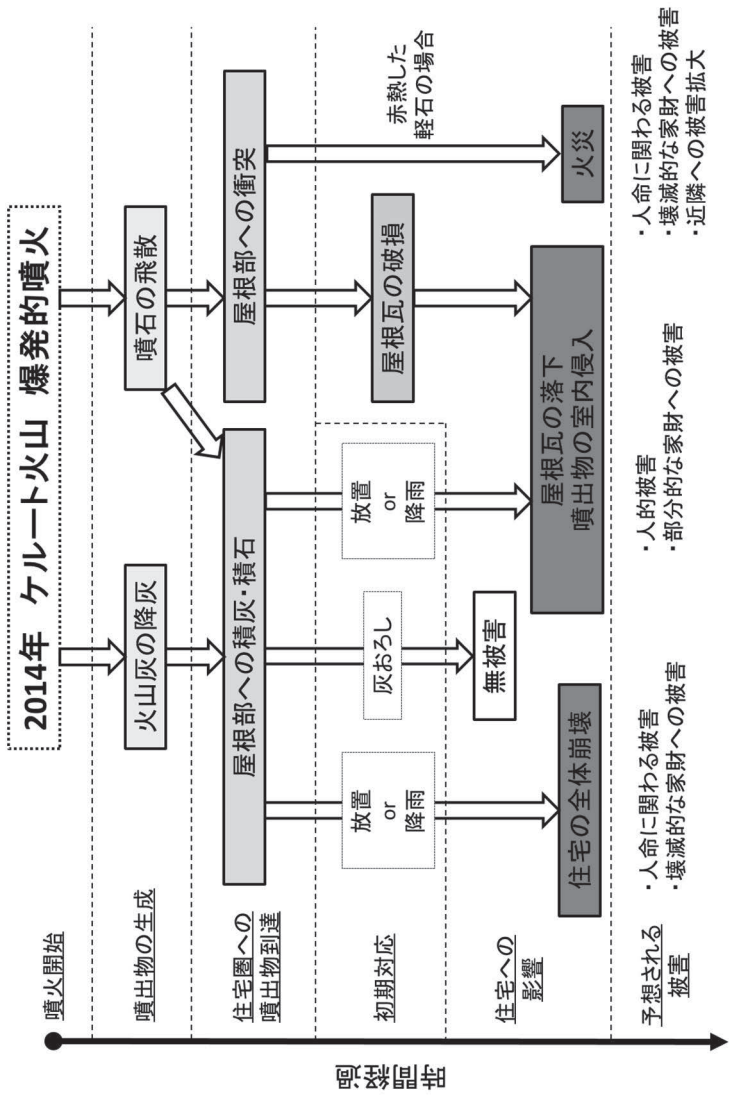 2014年 ケルート火山 爆発的噴火
噴火開始
噴出物の生成
火山灰の降灰
噴石の飛散
住宅圏への
噴出物到達
屋根部への積灰・積石
屋根部への衝突
初期対応
放置
or
降雨
灰おろし
放置
or
降雨
屋根瓦の破損
赤熱した
軽石の場合
住宅への
影響
住宅の全体崩壊
無被害
屋根瓦の落下
噴出物の室内侵入
火災
予想される
被害
・人命に関わる被害
・壊滅的な家財への被害
・人的被害
・部分的な家財への被害
・人命に関わる被害
・壊滅的な家財への被害
・近隣への被害拡大
時間経過